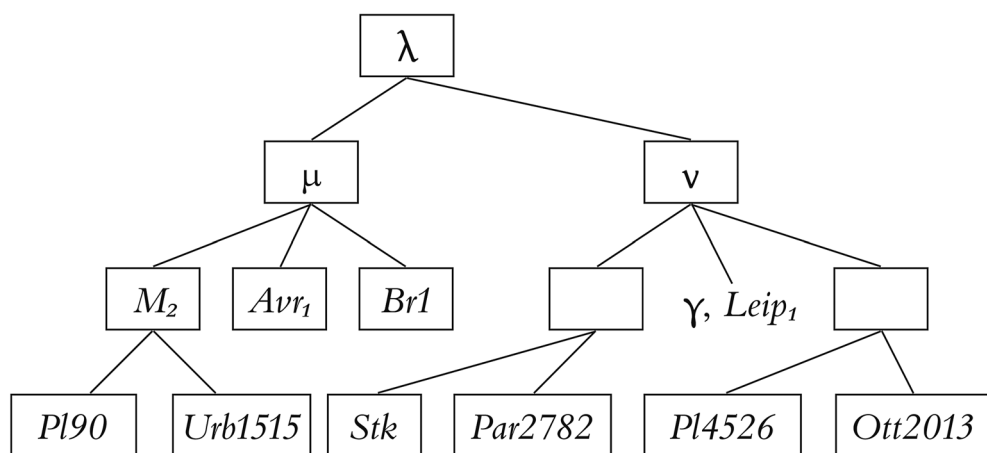 λ
μ ν
M₂ Avr₁ Br1 γ, Leip₁
Pl90 Urb1515 Stk Par2782 Pl4526 Ott2013